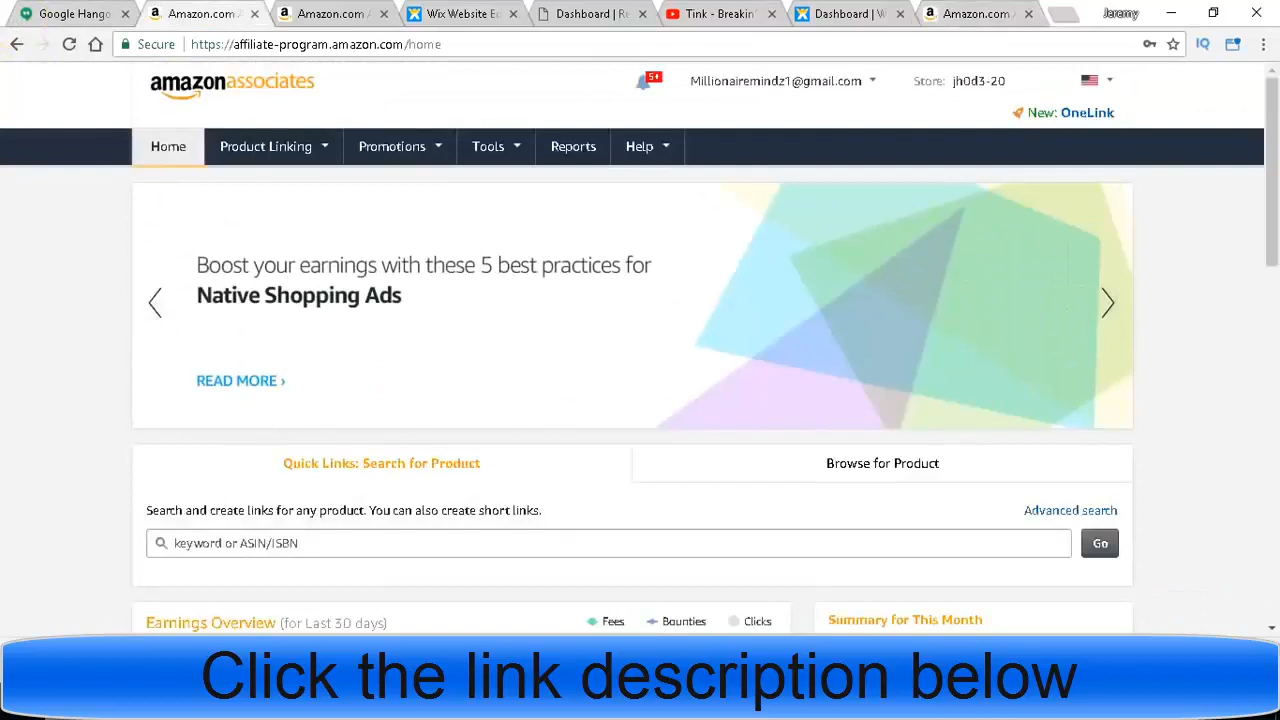 Google Hang
Amazon.com
Amazon.com A
Wix Website E
Dashboard | Re
Tink - Breakin
Dashboard | W
Amazon.com A
Jeremy
Secure
https://affiliate-program.amazon.com/home
IQ
amazonassociates
5+
Millionairemindz1@gmail.com
Store: jh0d3-20
New: OneLink
Home
Product Linking
Promotions
Tools
Reports
Help
Boost your earnings with these 5 best practices for
Native Shopping Ads
READ MORE ›
Quick Links: Search for Product
Browse for Product
Search and create links for any product. You can also create short links.
Advanced search
keyword or ASIN/ISBN
Go
Earnings Overview (for Last 30 days)
Fees
Bounties
Clicks
Summary for This Month
Click the link description below